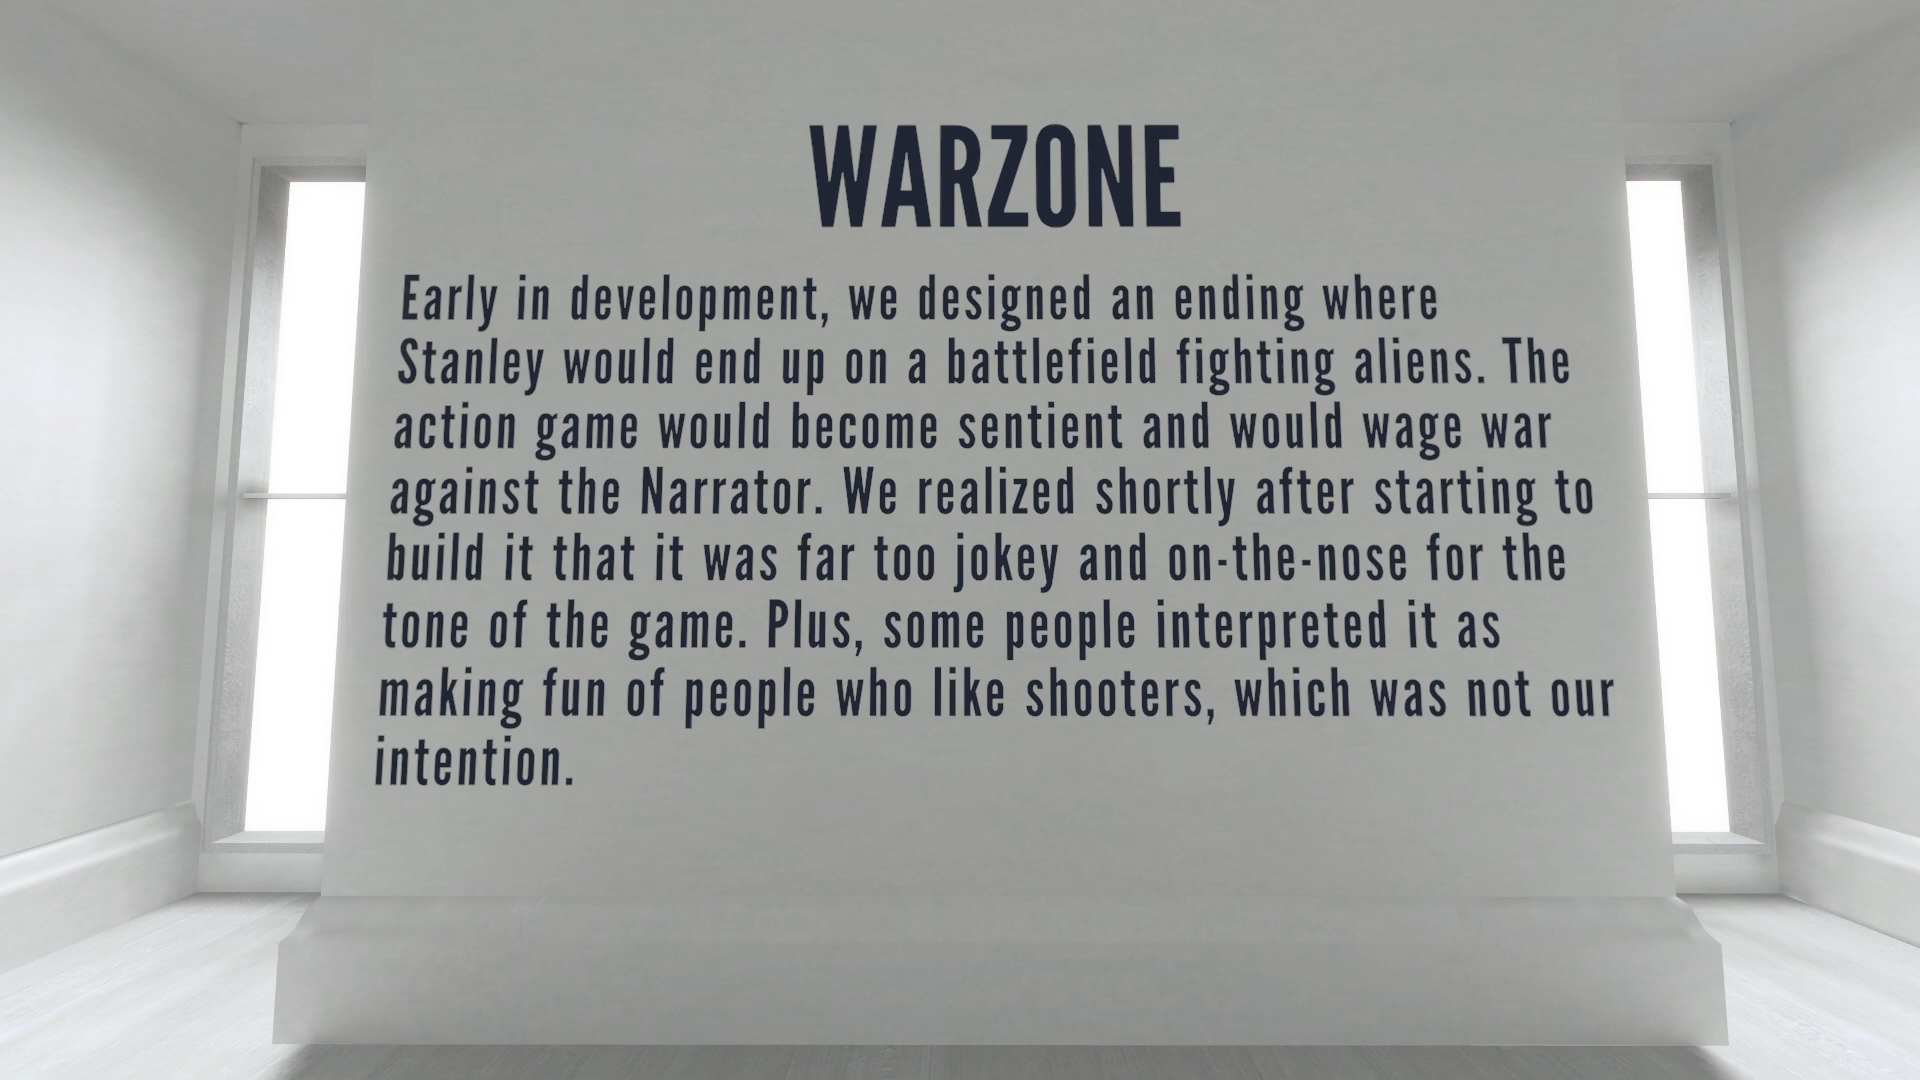 WARZONE
Early in development, we designed an ending where
Stanley would end up on a battlefield fighting aliens. The
action game would become sentient and would wage war
against the Narrator. We realized shortly after starting to
build it that it was far too jokey and on-the-nose for the
tone of the game. Plus, some people interpreted it as
making fun of people who like shooters, which was not our
intention.